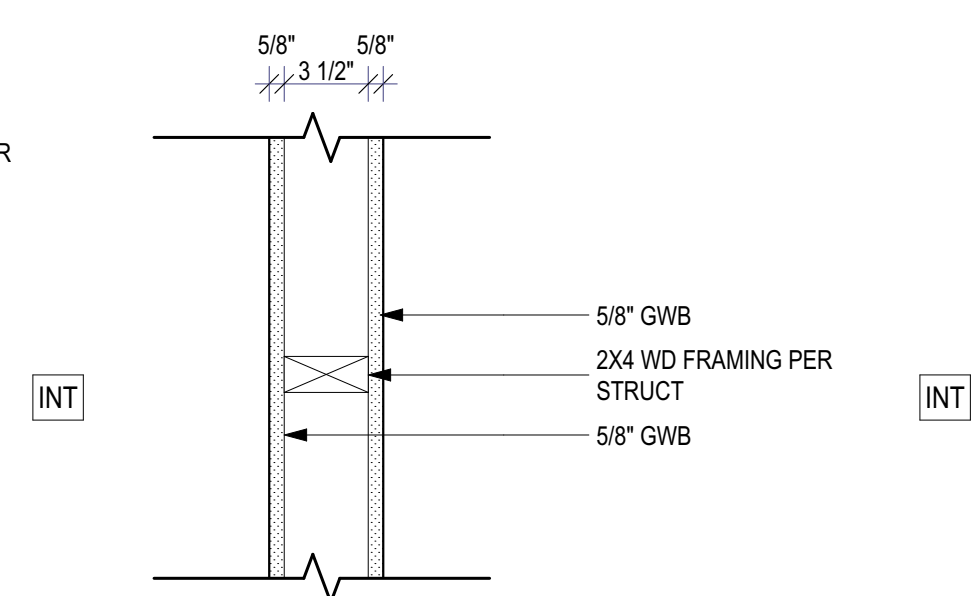 5/8" 5/8"
3 1/2"
R
5/8" GWB
2X4 WD FRAMING PER
STRUCT
INT
INT
5/8" GWB